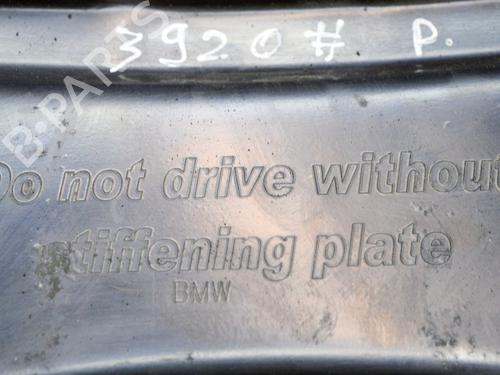 3920# P.
Do not drive without
stiffening plate
BMW
B-PARTS